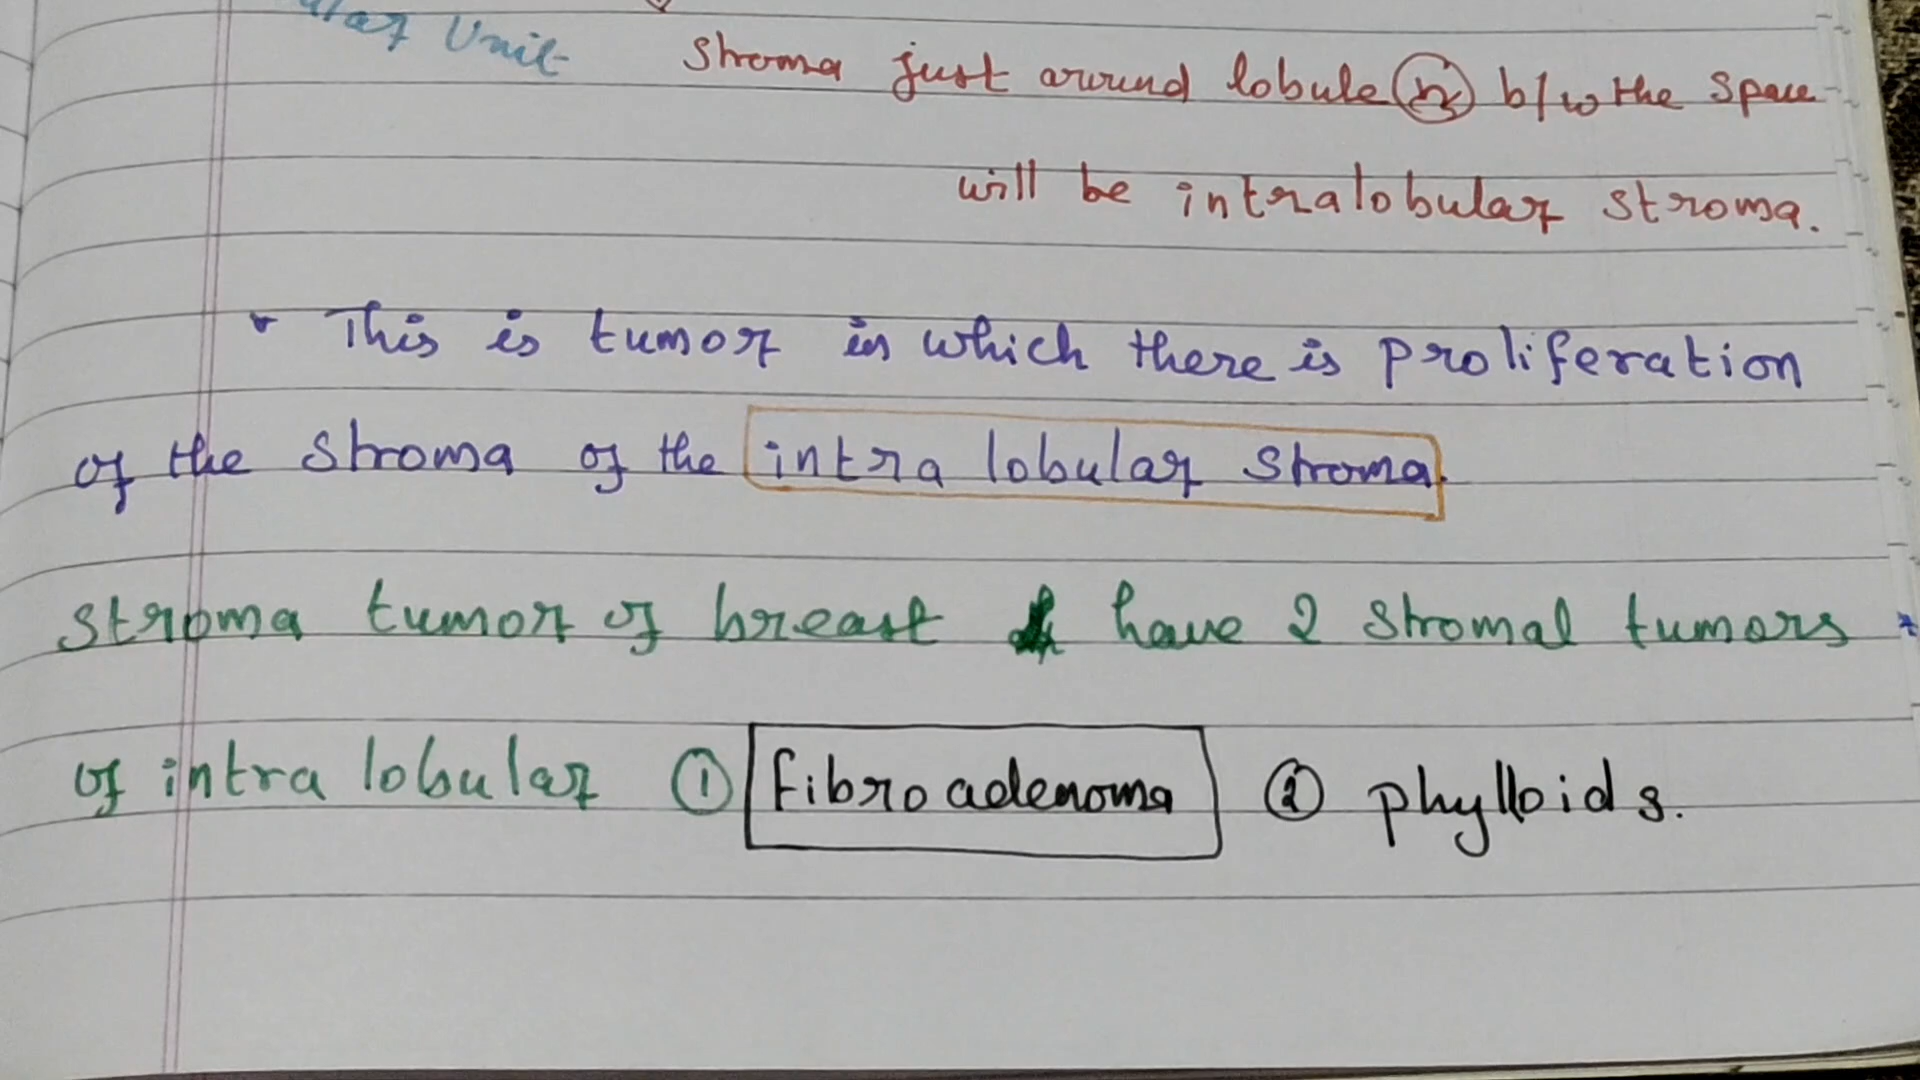 Unit
Stroma just around lobule b/w the space
will be intralobular stroma.
This is tumor in which there is proliferation
of the stroma of the intra lobular stroma.
stroma tumor of breast have 2 stromal tumors
of intra lobular ① Fibroadenoma ② phylloids.